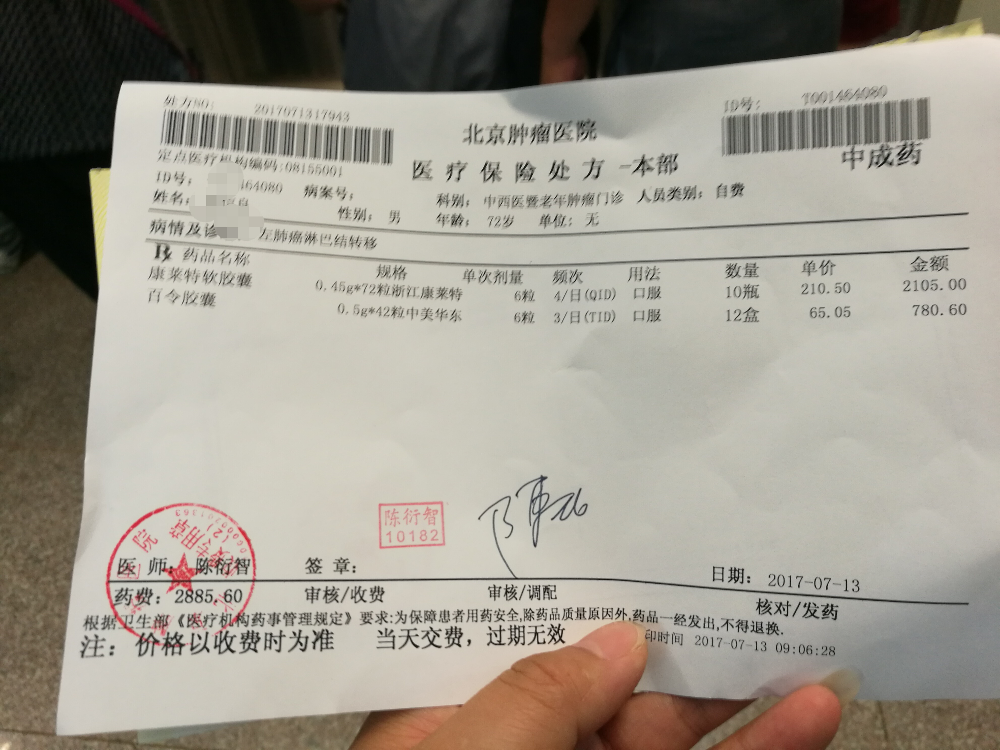 处方NO: 2017071317943
北京肿瘤医院
ID号: T001464080
定点医疗机构编码:08155001
医疗保险处方-本部
中成药
ID号: 464080 病案号:
科别: 中西医暨老年肿瘤门诊 人员类别: 自费
姓名: 性别: 男 年龄: 72岁 单位: 无
病情及诊 左肺癌淋巴结转移
R 药品名称 规格 单次剂量 频次 用法 数量 单价 金额
康莱特软胶囊 0.45g*72粒浙江康莱特 6粒 4/日(QID) 口服 10瓶 210.50 2105.00
百令胶囊 0.5g*42粒中美华东 6粒 3/日(TID) 口服 12盒 65.05 780.60
陈衍智
10182
医 师: 陈衍智 签 章: 日期: 2017-07-13
药费: 2885.60 审核/收费 审核/调配 核对/发药
根据卫生部《医疗机构药事管理规定》要求:为保障患者用药安全,除药品质量原因外,药品一经发出,不得退换.
注: 价格以收费时为准 当天交费, 过期无效 印时间 2017-07-13 09:06:28